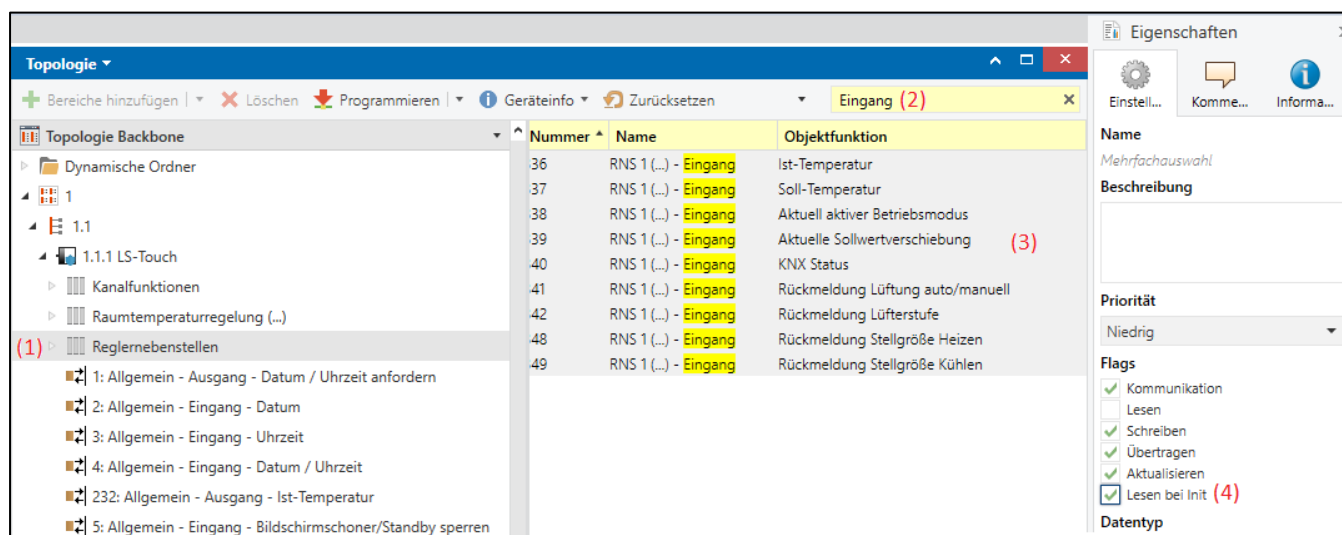 Eigenschaften
Topologie
Bereiche hinzufügen Löschen Programmieren Geräteinfo Zurücksetzen Eingang (2)
Einstell... Komme... Informa...
Topologie Backbone
Nummer Name Objektfunktion
Dynamische Ordner
1
1.1
1.1.1 LS-Touch
Kanalfunktionen
Raumtemperaturregelung (...)
(1) Reglernebenstellen
1: Allgemein - Ausgang - Datum / Uhrzeit anfordern
2: Allgemein - Eingang - Datum
3: Allgemein - Eingang - Uhrzeit
4: Allgemein - Eingang - Datum / Uhrzeit
232: Allgemein - Ausgang - Ist-Temperatur
5: Allgemein - Eingang - Bildschirmschoner/Standby sperren
36 RNS 1 (...) - Eingang Ist-Temperatur
37 RNS 1 (...) - Eingang Soll-Temperatur
38 RNS 1 (...) - Eingang Aktuell aktiver Betriebsmodus
39 RNS 1 (...) - Eingang Aktuelle Sollwertverschiebung (3)
40 RNS 1 (...) - Eingang KNX Status
41 RNS 1 (...) - Eingang Rückmeldung Lüftung auto/manuell
42 RNS 1 (...) - Eingang Rückmeldung Lüfterstufe
48 RNS 1 (...) - Eingang Rückmeldung Stellgröße Heizen
49 RNS 1 (...) - Eingang Rückmeldung Stellgröße Kühlen
Name
Mehrfachauswahl
Beschreibung
Priorität
Niedrig
Flags
Kommunikation
Lesen
Schreiben
Übertragen
Aktualisieren
Lesen bei Init (4)
Datentyp